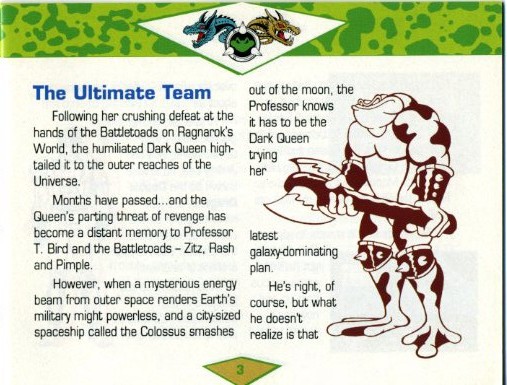 The Ultimate Team
Following her crushing defeat at the
hands of the Battletoads on Ragnarok's
World, the humiliated Dark Queen high-
tailed it to the outer reaches of the
Universe.
Months have passed...and the
Queen's parting threat of revenge has
become a distant memory to Professor
T. Bird and the Battletoads – Zitz, Rash
and Pimple.
However, when a mysterious energy
beam from outer space renders Earth's
military might powerless, and a city-sized
spaceship called the Colossus smashes
out of the moon, the
Professor knows
it has to be the
Dark Queen
trying
her
latest
galaxy-dominating
plan.
He's right, of
course, but what
he doesn't
realize is that
3